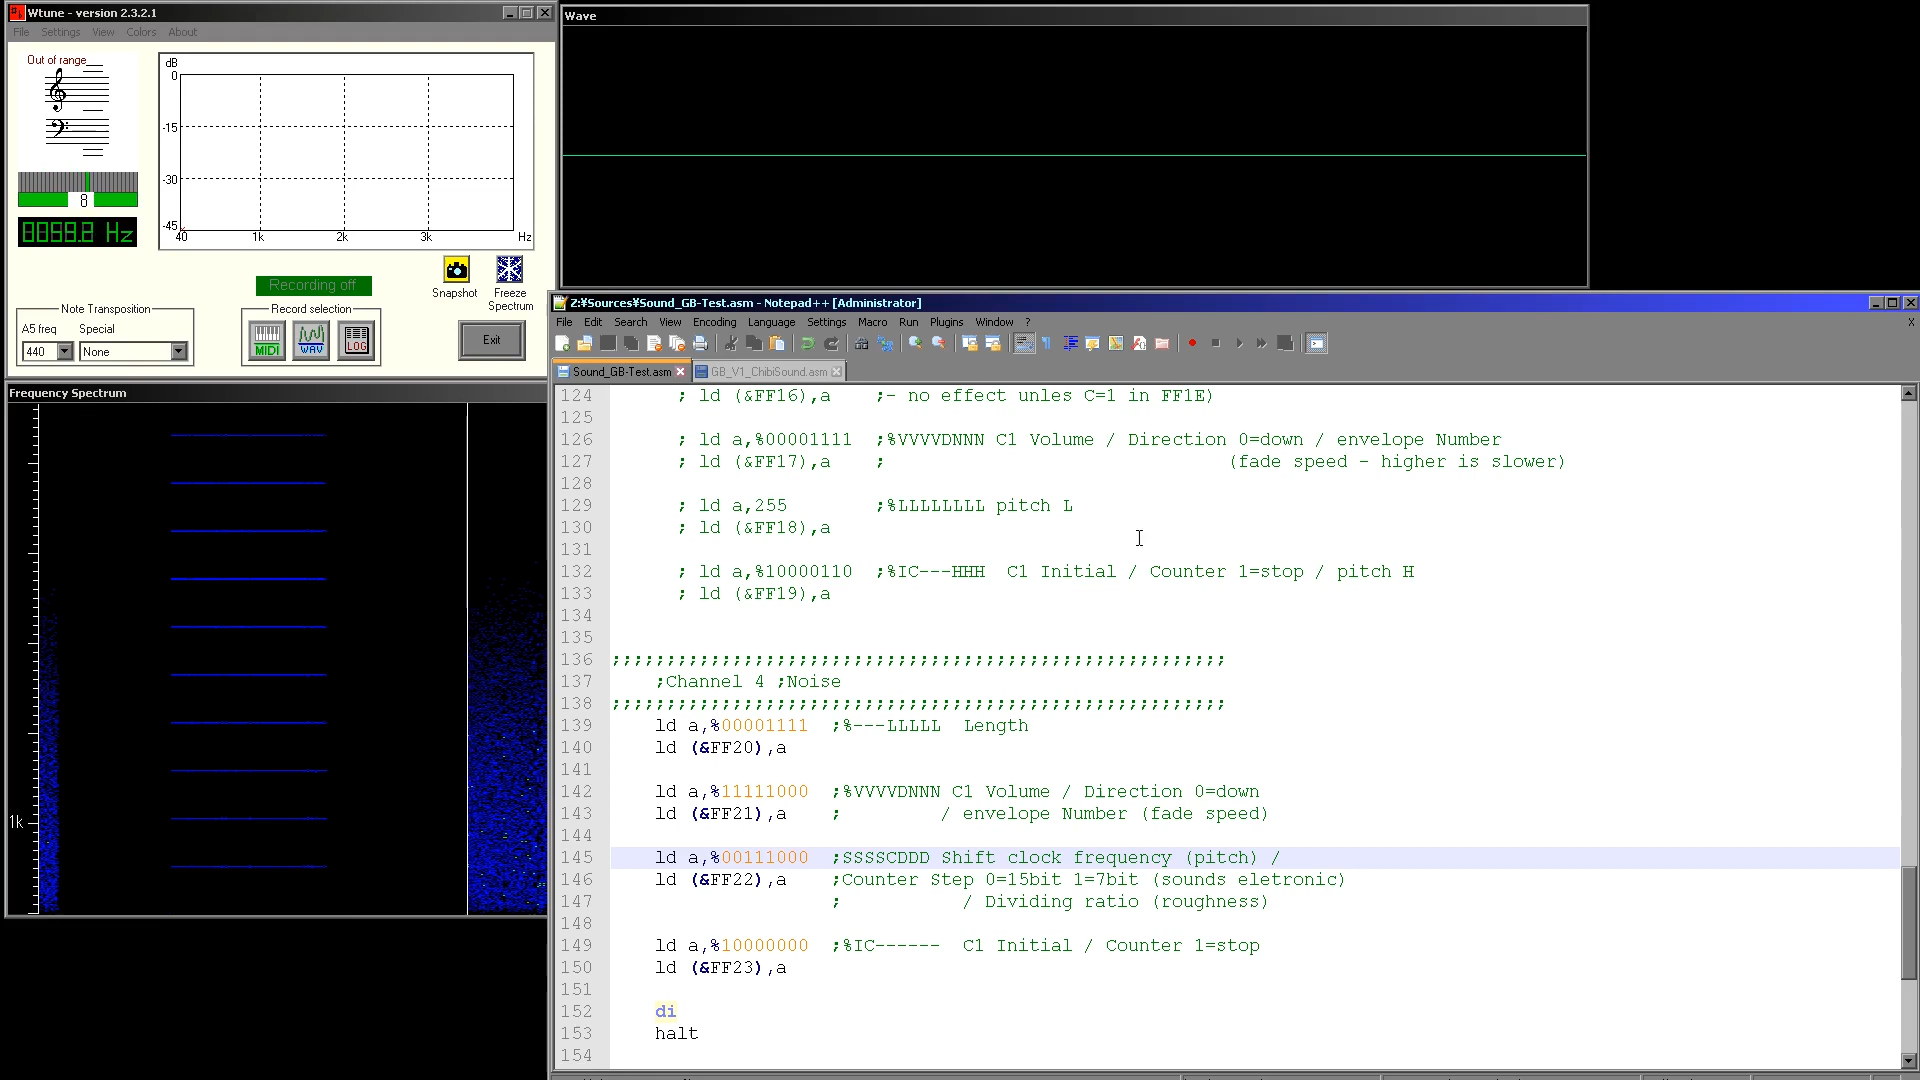 Wtune - version 2.3.2.1
File Settings View Colors About
Out of range
8
0059.2 Hz
dB
0
-15
-30
-45
40 1k 2k 3k Hz
Recording off
Snapshot
Freeze
Spectrum
Note Transposition
A5 freq Special
440 None
Record selection
MIDI WAV LOG
Exit
Wave
Frequency Spectrum
1k
Z:¥Sources¥Sound_GB-Test.asm - Notepad++ [Administrator]
File Edit Search View Encoding Language Settings Macro Run Plugins Window ? X
Sound_GB-Test.asm GB_V1_ChibiSound.asm
124 ; ld (&FF16),a ;- no effect unles C=1 in FF1E)
125
126 ; ld a,%00001111 ;%VVVVDNNN C1 Volume / Direction 0=down / envelope Number
127 ; ld (&FF17),a ; (fade speed - higher is slower)
128
129 ; ld a,255 ;%LLLLLLLL pitch L
130 ; ld (&FF18),a
131
132 ; ld a,%10000110 ;%IC---HHH C1 Initial / Counter 1=stop / pitch H
133 ; ld (&FF19),a
134
135
136 ;;;;;;;;;;;;;;;;;;;;;;;;;;;;;;;;;;;;;;;;;;;;;;;;;;;;;;;;
137 ;Channel 4 ;Noise
138 ;;;;;;;;;;;;;;;;;;;;;;;;;;;;;;;;;;;;;;;;;;;;;;;;;;;;;;;;
139 ld a,%00001111 ;%---LLLLL Length
140 ld (&FF20),a
141
142 ld a,%11111000 ;%VVVVDNNN C1 Volume / Direction 0=down
143 ld (&FF21),a ; / envelope Number (fade speed)
144
145 ld a,%00111000 ;SSSSCDDD Shift clock frequency (pitch) /
146 ld (&FF22),a ;Counter Step 0=15bit 1=7bit (sounds eletronic)
147 ; / Dividing ratio (roughness)
148
149 ld a,%10000000 ;%IC------ C1 Initial / Counter 1=stop
150 ld (&FF23),a
151
152 di
153 halt
154